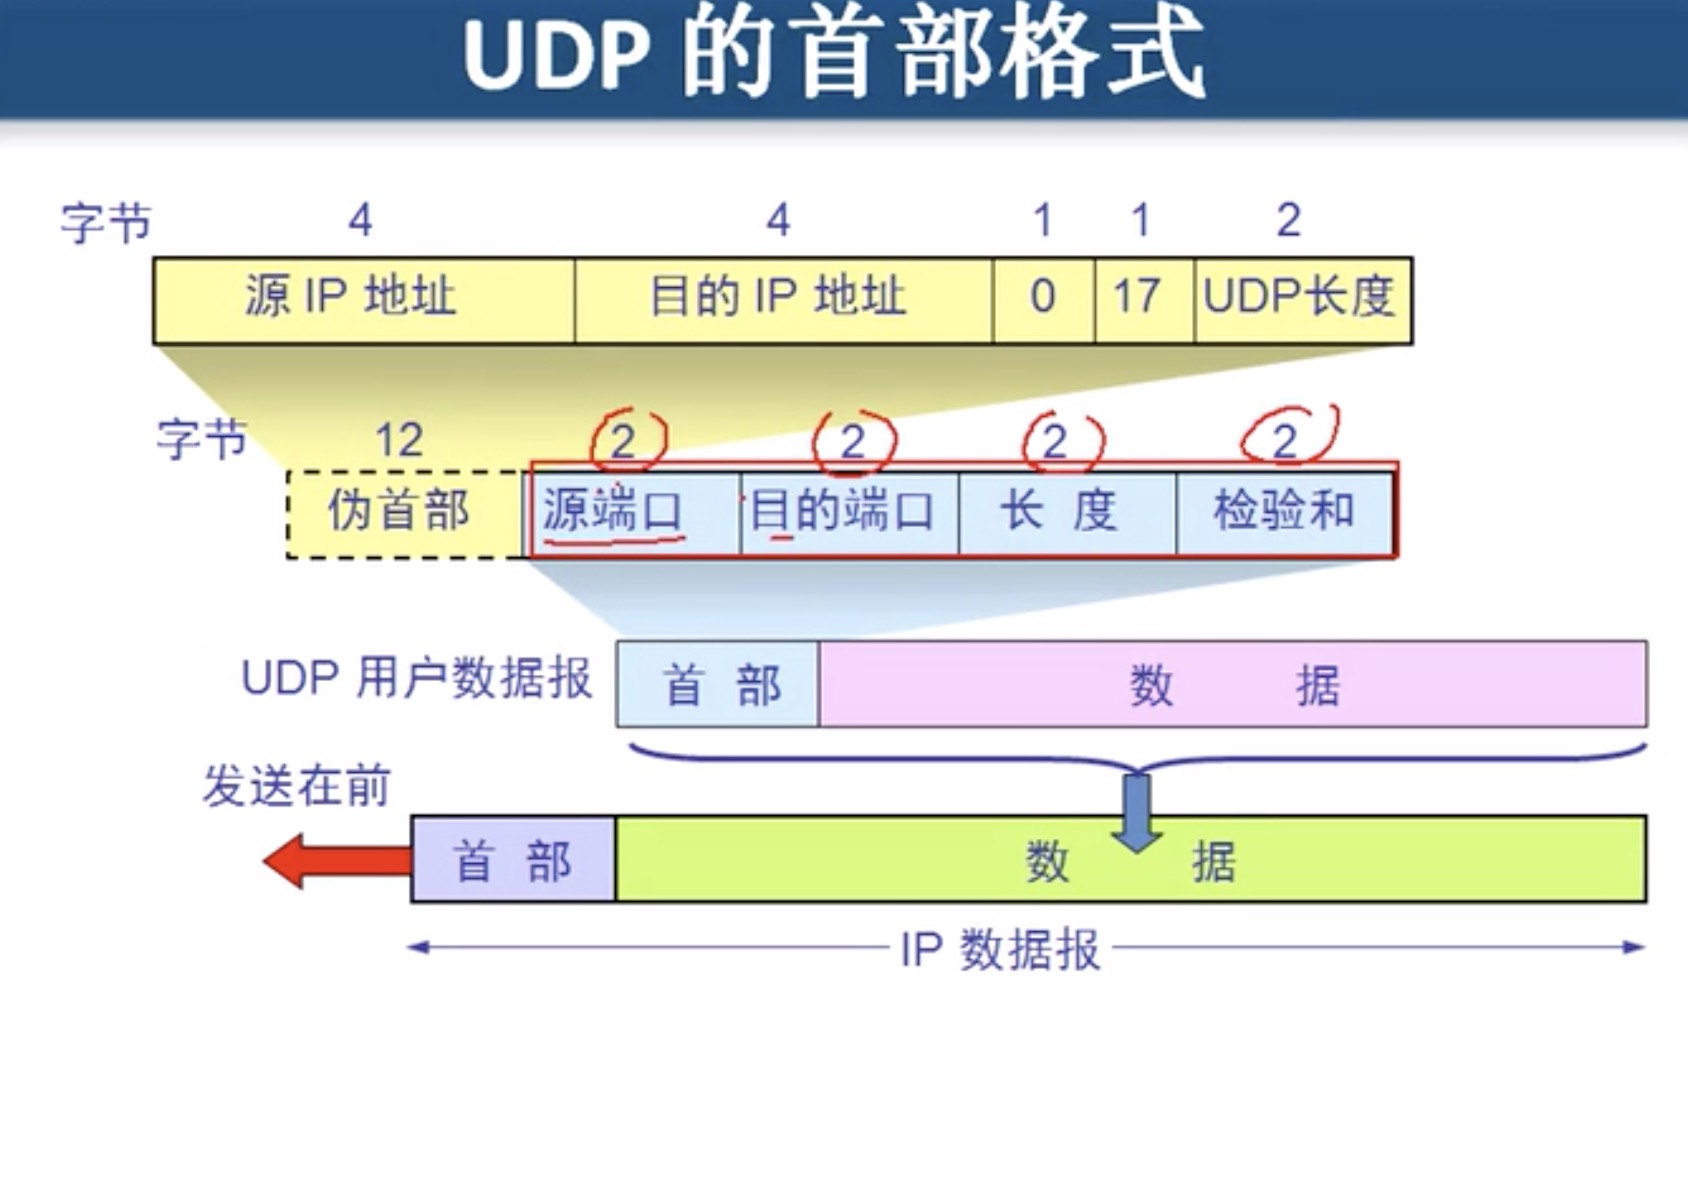 UDP 的首部格式
字节 4 4 1 1 2
源 IP 地址 目的 IP 地址 0 17 UDP长度
字节 12 2 2 2 2
伪首部 源端口 目的端口 长 度 检验和
UDP 用户数据报 首 部 数 据
发送在前
首 部 数 据
IP 数据报